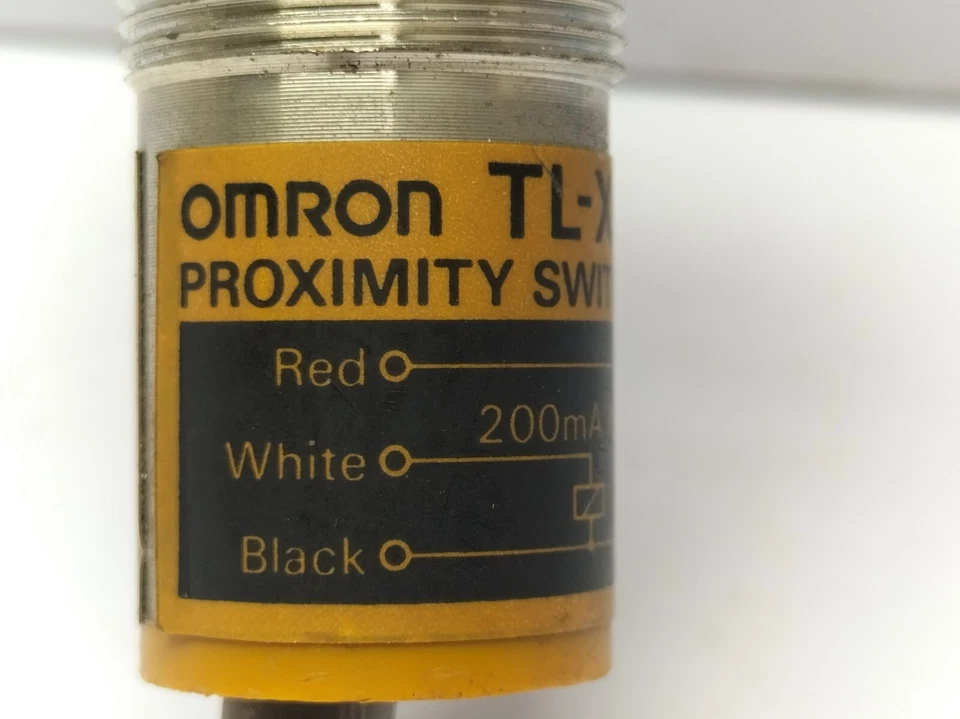 OMRON TL-X
PROXIMITY SWIT
Red
200mA
White
Black